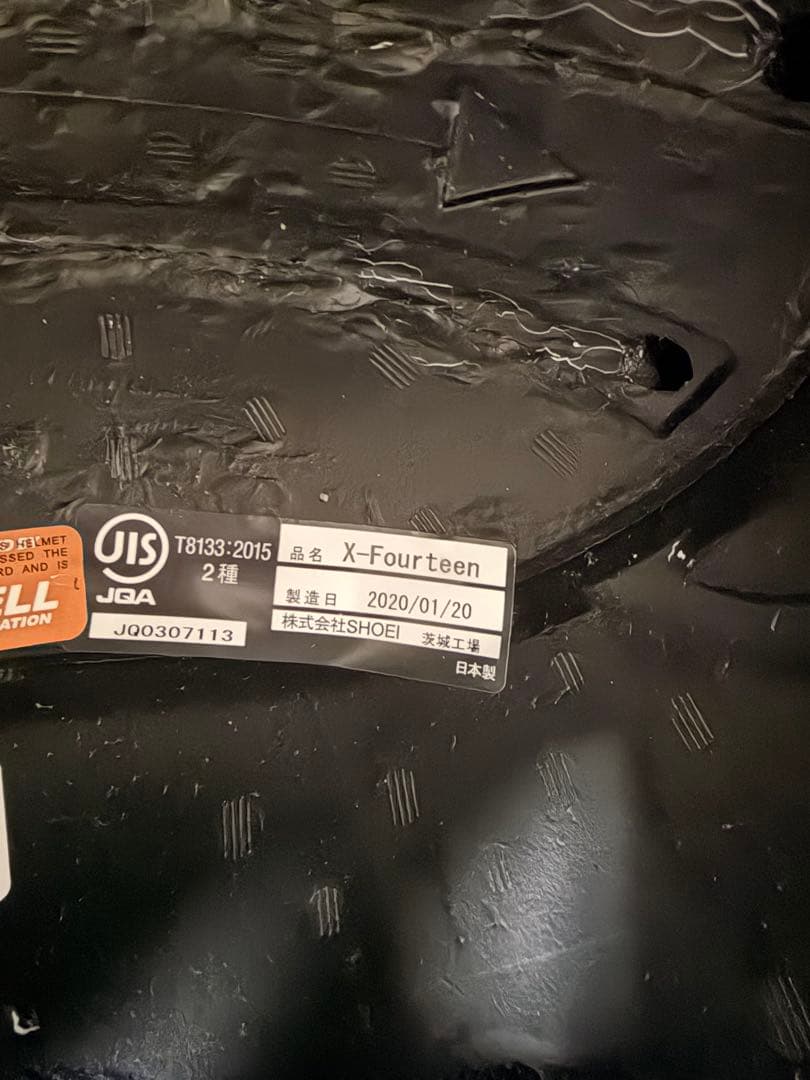 S HELMET
SSED THE
RD AND IS
ELL
ATION
JIS
JQA
T8133:2015
2種
JQ0307113
品名 X-Fourteen
製造日 2020/01/20
株式会社SHOEI 茨城工場
日本製